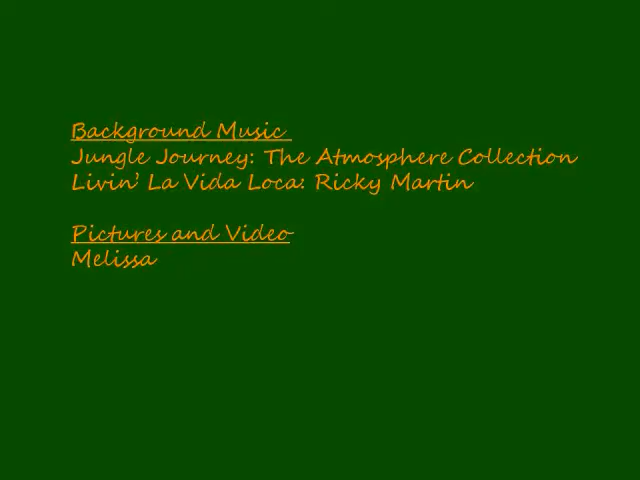 Background Music
Jungle Journey: The Atmosphere Collection
Livin' La Vida Loca: Ricky Martin
Pictures and Video
Melissa